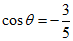 cos θ = −3/5